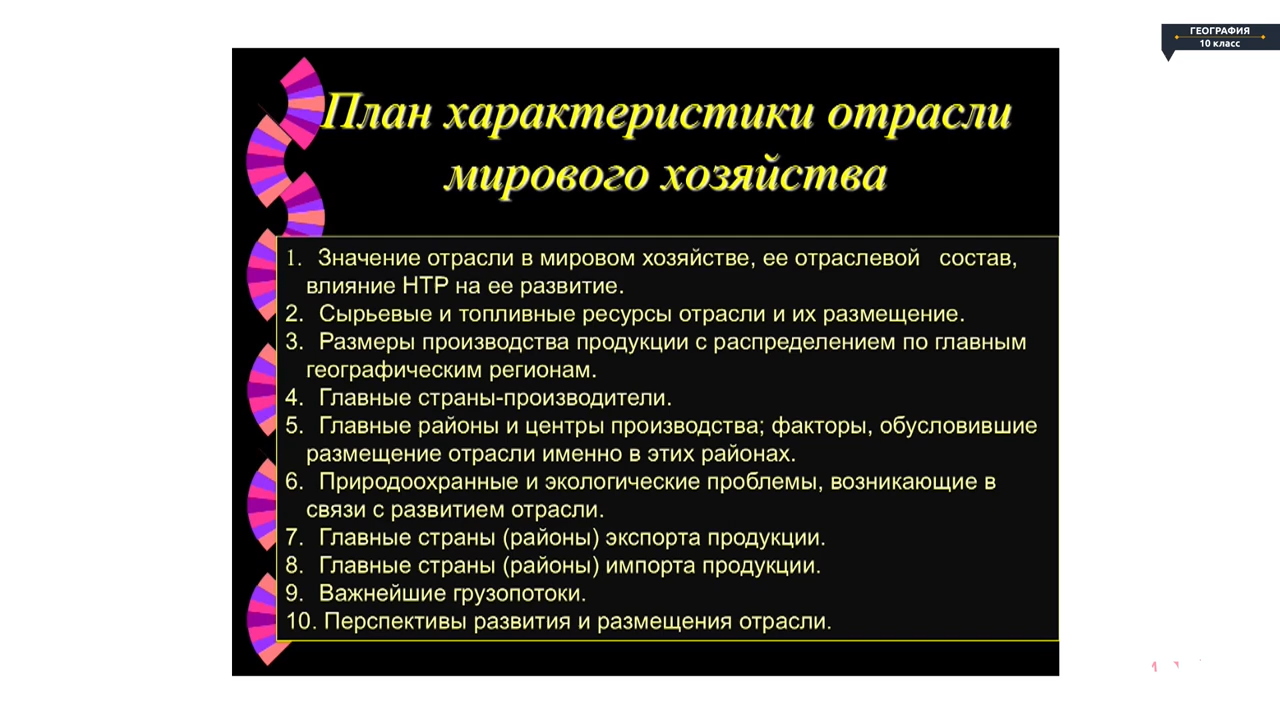 ГЕОГРАФИЯ
10 класс
План характеристики отрасли
мирового хозяйства
1. Значение отрасли в мировом хозяйстве, ее отраслевой состав,
влияние НТР на ее развитие.
2. Сырьевые и топливные ресурсы отрасли и их размещение.
3. Размеры производства продукции с распределением по главным
географическим регионам.
4. Главные страны-производители.
5. Главные районы и центры производства; факторы, обусловившие
размещение отрасли именно в этих районах.
6. Природоохранные и экологические проблемы, возникающие в
связи с развитием отрасли.
7. Главные страны (районы) экспорта продукции.
8. Главные страны (районы) импорта продукции.
9. Важнейшие грузопотоки.
10. Перспективы развития и размещения отрасли.